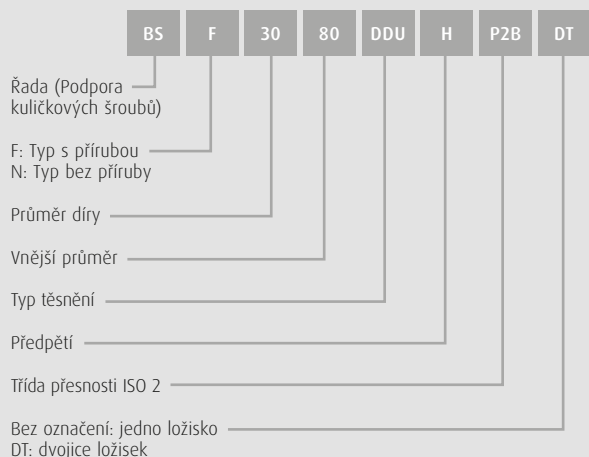 BS F 30 80 DDU H P2B DT
Řada (Podpora
kuličkových šroubů)
F: Typ s přírubou
N: Typ bez příruby
Průměr díry
Vnější průměr
Typ těsnění
Předpětí
Třída přesnosti ISO 2
Bez označení: jedno ložisko
DT: dvojice ložisek